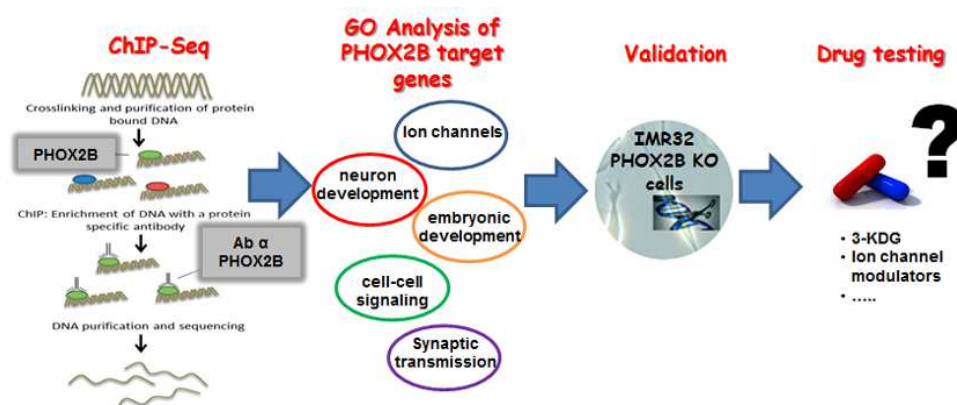 ChIP-Seq
Crosslinking and purification of protein
bound DNA
PHOX2B
ChIP: Enrichment of DNA with a protein
specific antibody
Ab α
PHOX2B
DNA purification and sequencing
GO Analysis of
PHOX2B target
genes
Ion channels
neuron
development
embryonic
development
cell-cell
signaling
Synaptic
transmission
Validation
IMR32
PHOX2B KO
cells
Drug testing
?
• 3-KDG
• Ion channel
modulators
• .....